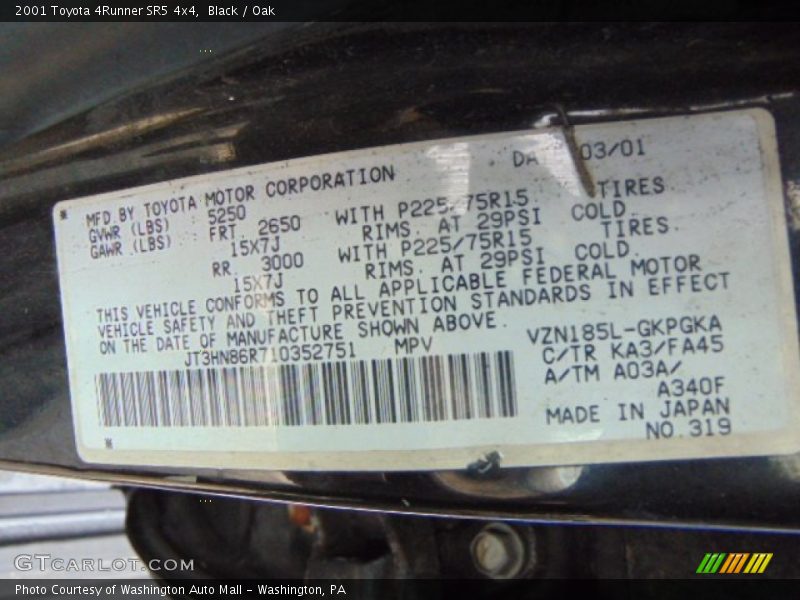 2001 Toyota 4Runner SR5 4x4, Black / Oak
DA 03/01
MFD.BY TOYOTA MOTOR CORPORATION
GVWR (LBS) 5250
GAWR (LBS) FRT. 2650 WITH P225/75R15 TIRES
15X7J RIMS. AT 29PSI COLD.
RR. 3000 WITH P225/75R15 TIRES.
15X7J RIMS. AT 29PSI COLD.
THIS VEHICLE CONFORMS TO ALL APPLICABLE FEDERAL MOTOR
VEHICLE SAFETY AND THEFT PREVENTION STANDARDS IN EFFECT
ON THE DATE OF MANUFACTURE SHOWN ABOVE.
JT3HN86R710352751 MPV
VZN185L-GKPGKA
C/TR KA3/FA45
A/TM A03A/
A340F
MADE IN JAPAN
NO.319
GTCARLOT.COM
Photo Courtesy of Washington Auto Mall - Washington, PA